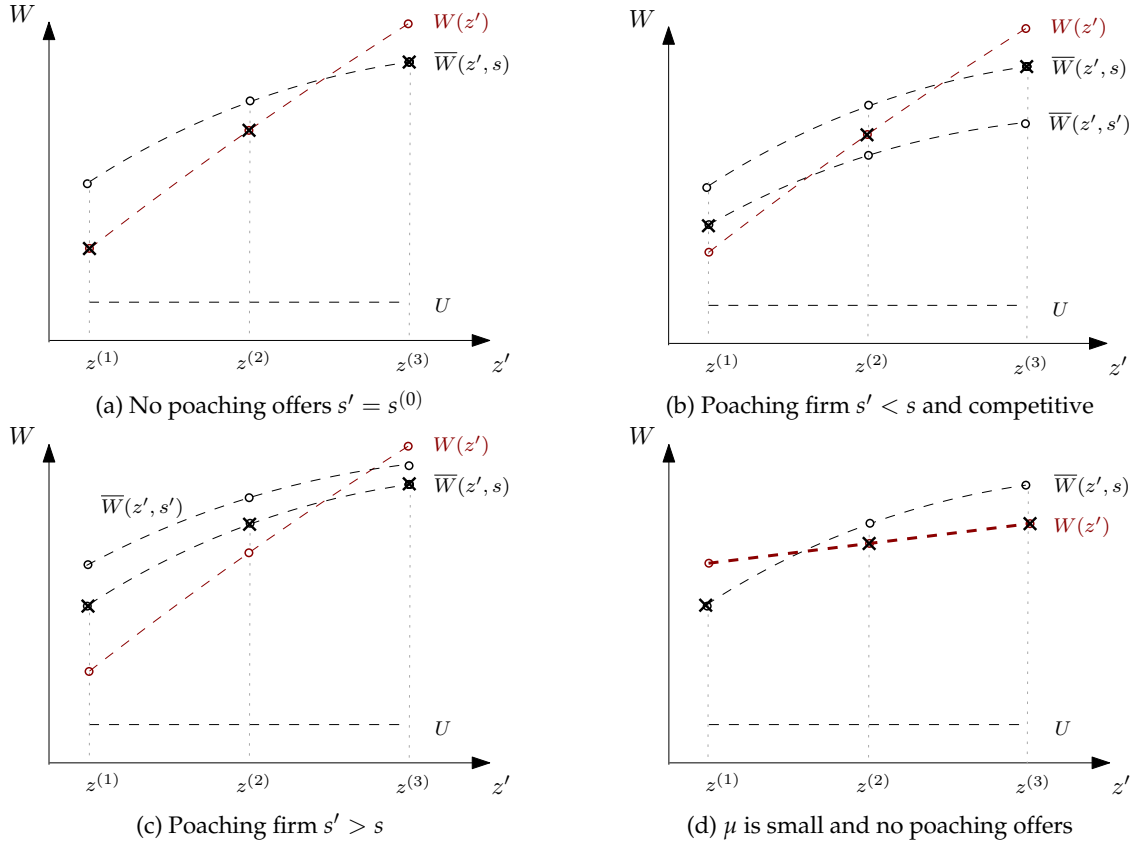 W
W(z′)
W̅(z′, s)
U
z⁽¹⁾ z⁽²⁾ z⁽³⁾ z′
(a) No poaching offers s′ = s⁽⁰⁾
W
W(z′)
W̅(z′, s)
W̅(z′, s′)
U
z⁽¹⁾ z⁽²⁾ z⁽³⁾ z′
(b) Poaching firm s′ < s and competitive
W
W(z′)
W̅(z′, s)
W̅(z′, s′)
U
z⁽¹⁾ z⁽²⁾ z⁽³⁾ z′
(c) Poaching firm s′ > s
W
W̅(z′, s)
W(z′)
U
z⁽¹⁾ z⁽²⁾ z⁽³⁾ z′
(d) μ is small and no poaching offers